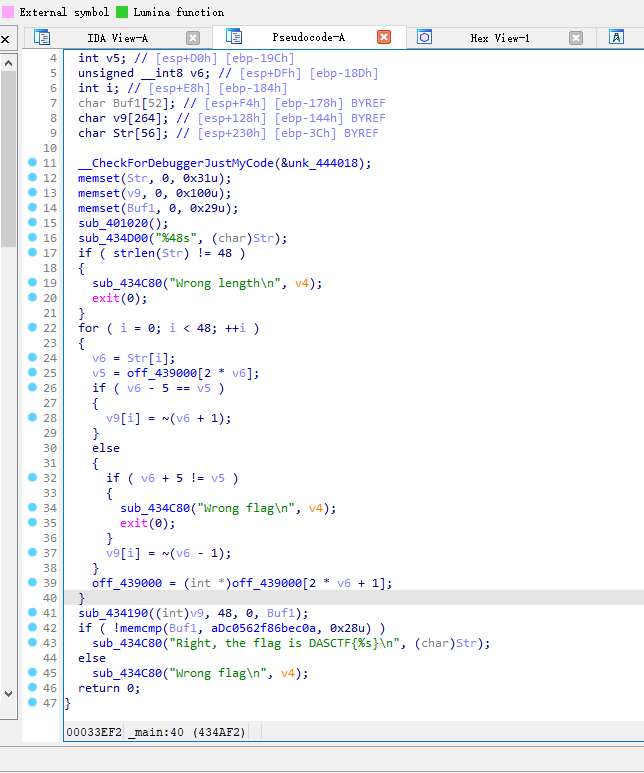 External symbol Lumina function
IDA View-A Pseudocode-A Hex View-1
4 int v5; // [esp+D0h] [ebp-19Ch]
5 unsigned __int8 v6; // [esp+DFh] [ebp-18Dh]
6 int i; // [esp+E8h] [ebp-184h]
7 char Buf1[52]; // [esp+F4h] [ebp-178h] BYREF
8 char v9[264]; // [esp+128h] [ebp-144h] BYREF
9 char Str[56]; // [esp+230h] [ebp-3Ch] BYREF
10
11 __CheckForDebuggerJustMyCode(&unk_444018);
12 memset(Str, 0, 0x31u);
13 memset(v9, 0, 0x100u);
14 memset(Buf1, 0, 0x29u);
15 sub_401020();
16 sub_434D00("%48s", (char)Str);
17 if ( strlen(Str) != 48 )
18 {
19 sub_434C80("Wrong length\n", v4);
20 exit(0);
21 }
22 for ( i = 0; i < 48; ++i )
23 {
24 v6 = Str[i];
25 v5 = off_439000[2 * v6];
26 if ( v6 - 5 == v5 )
27 {
28 v9[i] = ~(v6 + 1);
29 }
30 else
31 {
32 if ( v6 + 5 != v5 )
33 {
34 sub_434C80("Wrong flag\n", v4);
35 exit(0);
36 }
37 v9[i] = ~(v6 - 1);
38 }
39 off_439000 = (int *)off_439000[2 * v6 + 1];
40 }
41 sub_434190((int)v9, 48, 0, Buf1);
42 if ( !memcmp(Buf1, aDc0562f86bec0a, 0x28u) )
43 sub_434C80("Right, the flag is DASCTF{%s}\n", (char)Str);
44 else
45 sub_434C80("Wrong flag\n", v4);
46 return 0;
47 }
00033EF2 _main:40 (434AF2)